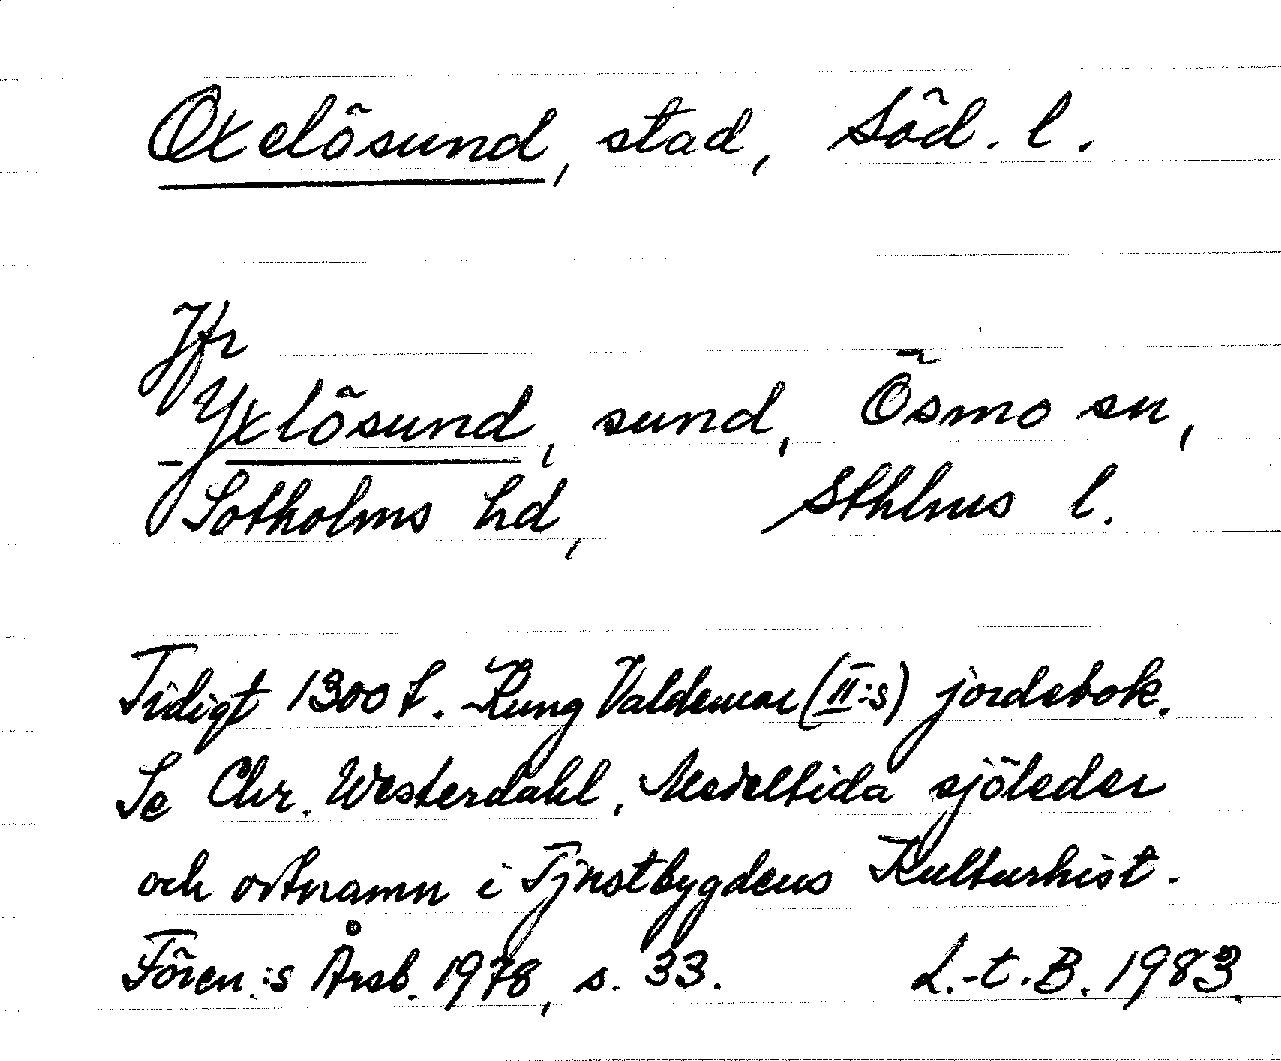 Oxelösund, stad, Söd. l.
Jfr
Yxlösund, sund, Ösmo sn,
Sotholms hd, Sthlms l.
Tidigt 1300 t. Kung Valdemar (II:s) jordebok.
Se Chr. Westerdahl, Medeltida sjöleder
och ortnamn i Tjustbygdens Kulturhist.
Fören:s Årsb. 1978, s. 33. L.-t. B. 1983.